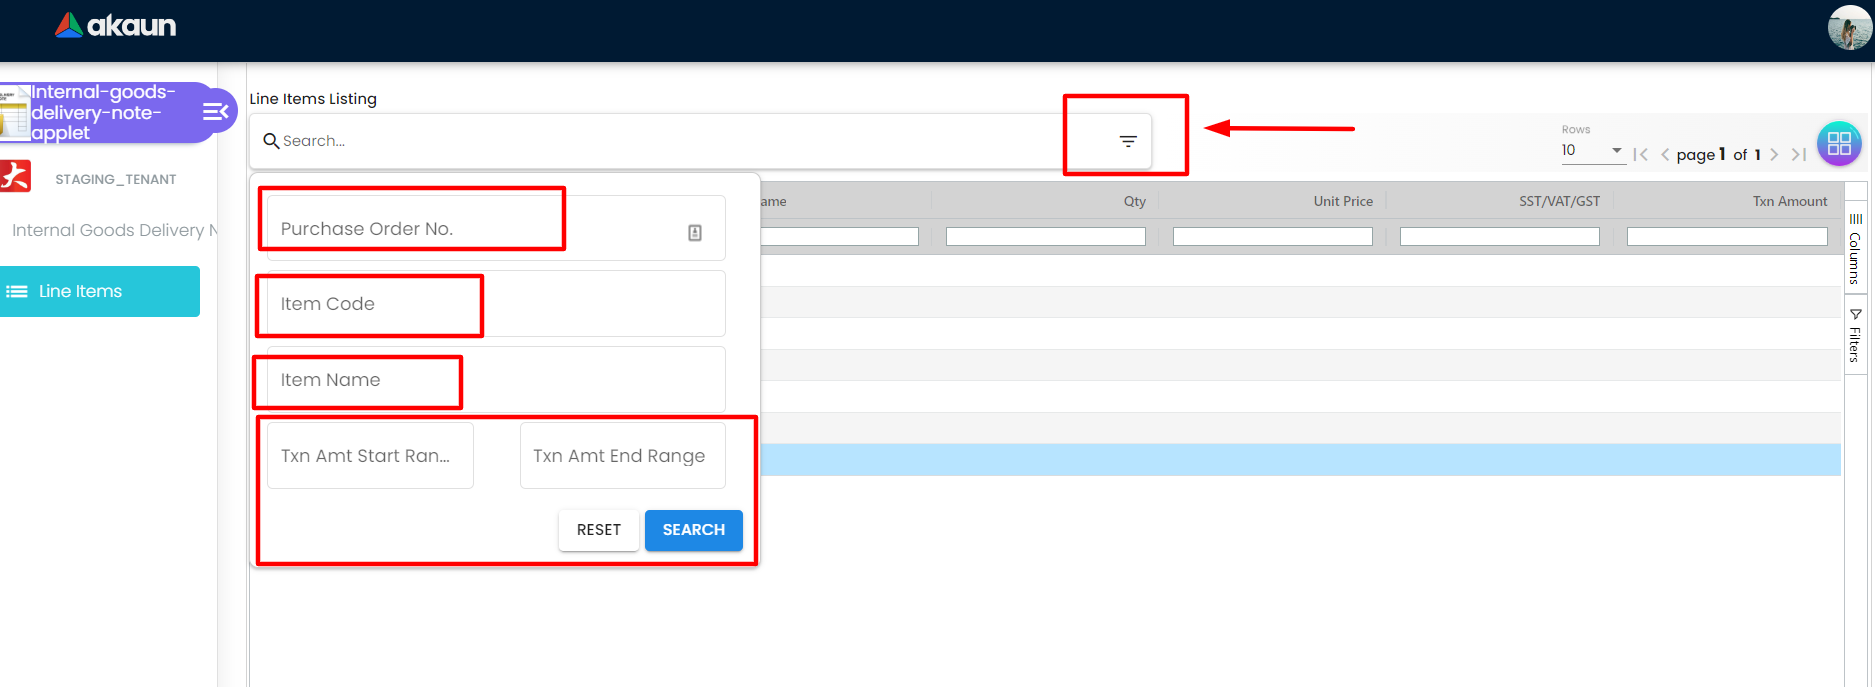 akaun
Internal-goods-
delivery-note-
applet
STAGING_TENANT
Internal Goods Delivery N
Line Items
Line Items Listing
Search...
Rows
10
page 1 of 1
Purchase Order No.
Item Code
Item Name
Txn Amt Start Ran...
Txn Amt End Range
RESET
SEARCH
ame
Qty
Unit Price
SST/VAT/GST
Txn Amount
Columns
Filters